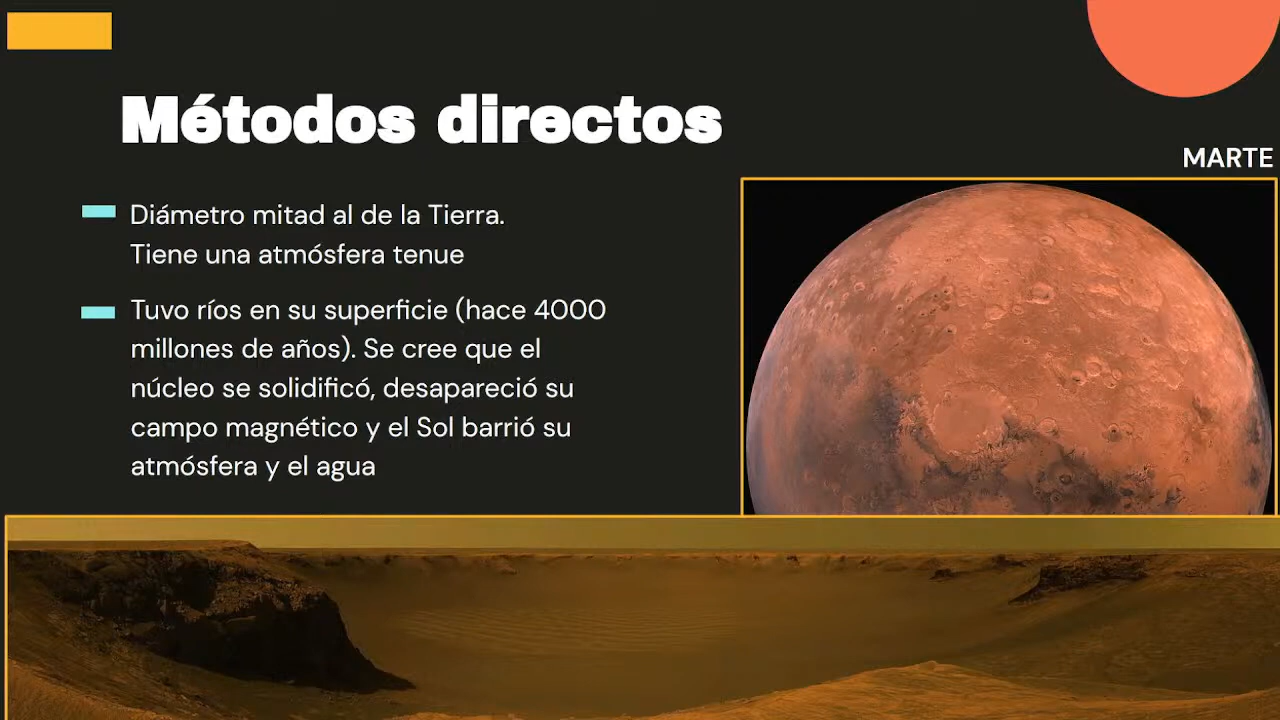 Métodos directos
MARTE
Diámetro mitad al de la Tierra.
Tiene una atmósfera tenue
Tuvo ríos en su superficie (hace 4000
millones de años). Se cree que el
núcleo se solidificó, desapareció su
campo magnético y el Sol barrió su
atmósfera y el agua